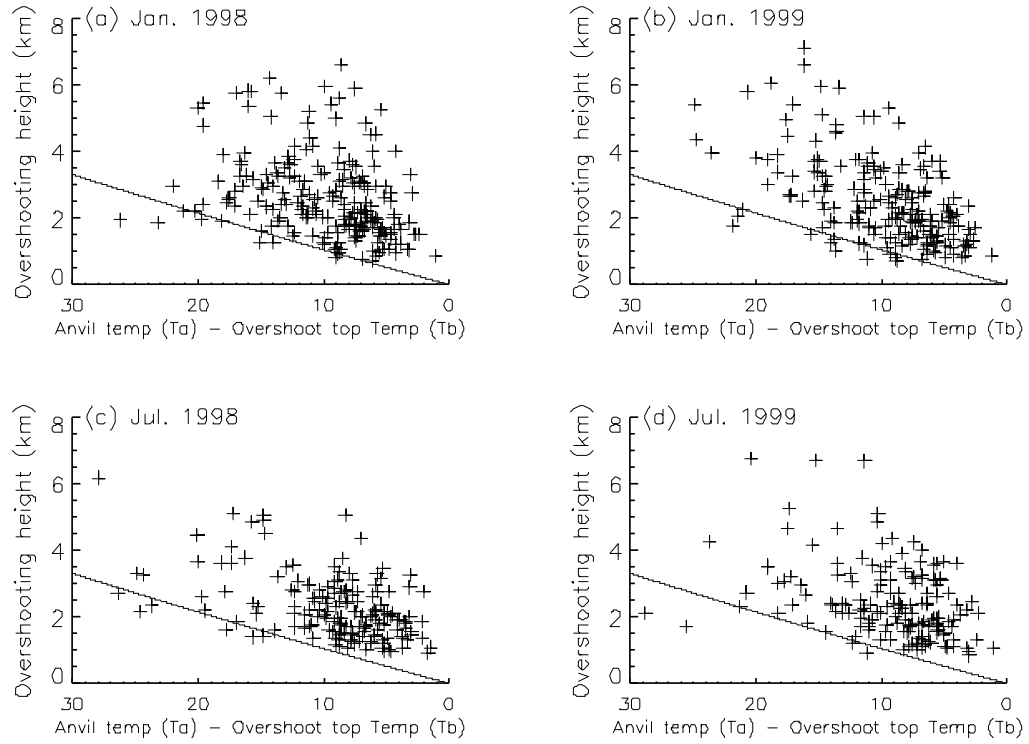 (a) Jan. 1998
Overshooting height (km)
8
6
4
2
0
30 20 10 0
Anvil temp (Ta) – Overshoot top Temp (Tb)
(b) Jan. 1999
Overshooting height (km)
8
6
4
2
0
30 20 10 0
Anvil temp (Ta) – Overshoot top Temp (Tb)
(c) Jul. 1998
Overshooting height (km)
8
6
4
2
0
30 20 10 0
Anvil temp (Ta) – Overshoot top Temp (Tb)
(d) Jul. 1999
Overshooting height (km)
8
6
4
2
0
30 20 10 0
Anvil temp (Ta) – Overshoot top Temp (Tb)